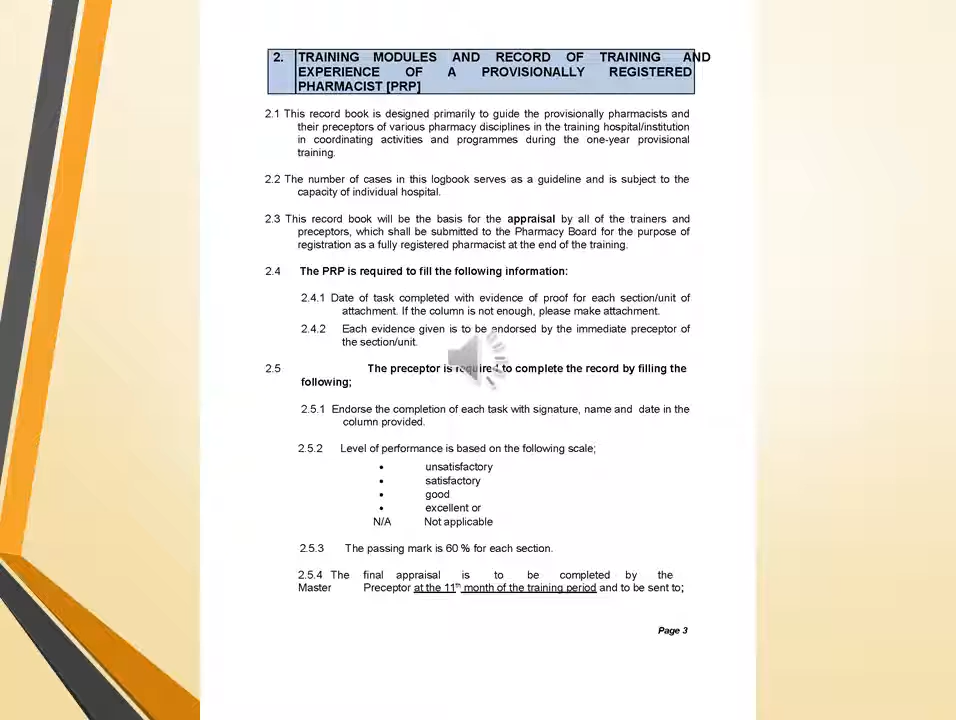 2. TRAINING MODULES AND RECORD OF TRAINING AND
EXPERIENCE OF A PROVISIONALLY REGISTERED
PHARMACIST [PRP]
2.1 This record book is designed primarily to guide the provisionally pharmacists and
their preceptors of various pharmacy disciplines in the training hospital/institution
in coordinating activities and programmes during the one-year provisional
training.
2.2 The number of cases in this logbook serves as a guideline and is subject to the
capacity of individual hospital.
2.3 This record book will be the basis for the appraisal by all of the trainers and
preceptors, which shall be submitted to the Pharmacy Board for the purpose of
registration as a fully registered pharmacist at the end of the training.
2.4 The PRP is required to fill the following information:
2.4.1 Date of task completed with evidence of proof for each section/unit of
attachment. If the column is not enough, please make attachment.
2.4.2 Each evidence given is to be endorsed by the immediate preceptor of
the section/unit.
2.5 The preceptor is required to complete the record by filling the
following;
2.5.1 Endorse the completion of each task with signature, name and date in the
column provided.
2.5.2 Level of performance is based on the following scale;
• unsatisfactory
• satisfactory
• good
• excellent or
N/A Not applicable
2.5.3 The passing mark is 60 % for each section.
2.5.4 The final appraisal is to be completed by the
Master Preceptor at the 11th month of the training period and to be sent to;
Page 3